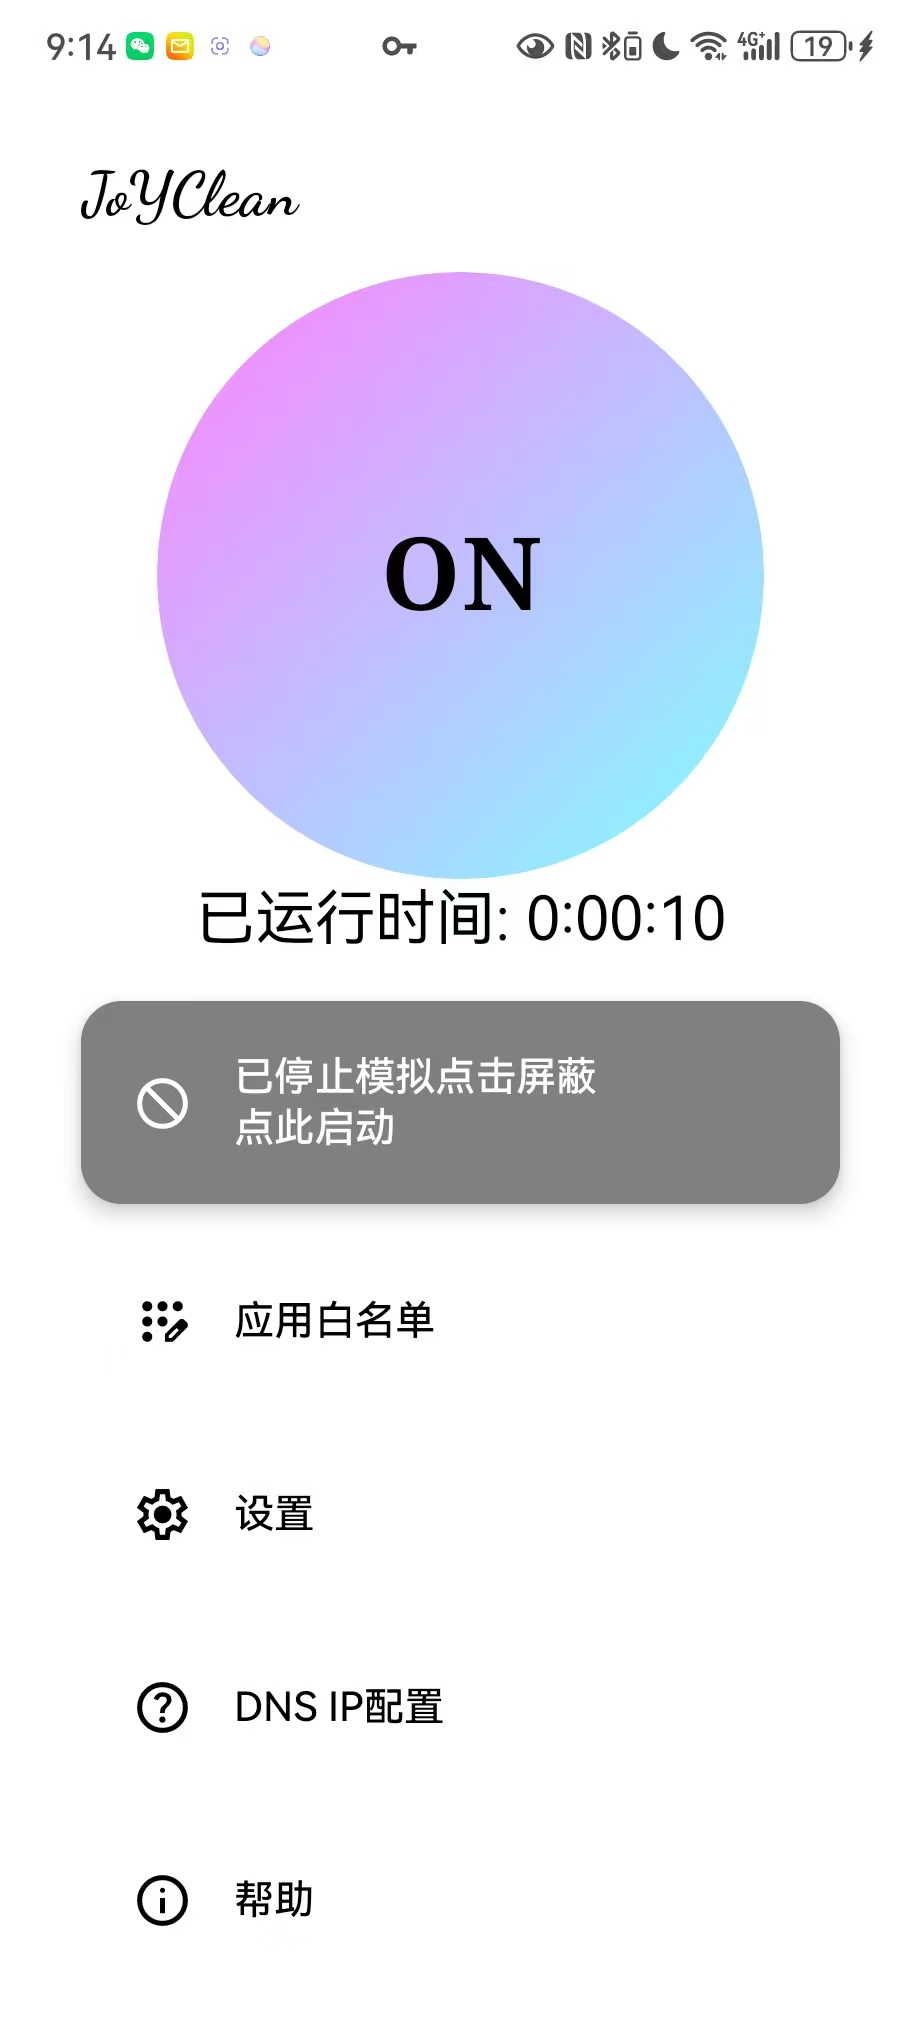 9:14
4G+
19
JoYClean
ON
已运行时间: 0:00:10
已停止模拟点击屏蔽
点此启动
应用白名单
设置
DNS IP配置
帮助